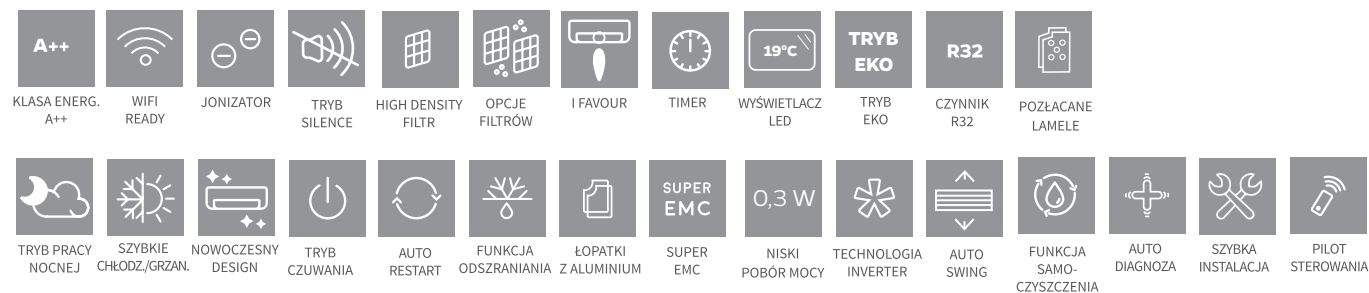 A++
KLASA ENERG.
A++
WIFI
READY
JONIZATOR
TRYB
SILENCE
HIGH DENSITY
FILTR
OPCJE
FILTRÓW
I FAVOUR
TIMER
19°C
WYŚWIETLACZ
LED
TRYB
EKO
TRYB
EKO
R32
CZYNNIK
R32
POZŁACANE
LAMELE
TRYB PRACY
NOCNEJ
SZYBKIE
CHŁODZ./GRZAN.
NOWOCZESNY
DESIGN
TRYB
CZUWANIA
AUTO
RESTART
FUNKCJA
ODSZRANIANIA
ŁOPATKI
Z ALUMINIUM
SUPER
EMC
SUPER
EMC
0,3 W
NISKI
POBÓR MOCY
TECHNOLOGIA
INVERTER
AUTO
SWING
FUNKCJA
SAMO-
CZYSZCZENIA
AUTO
DIAGNOZA
SZYBKA
INSTALACJA
PILOT
STEROWANIA